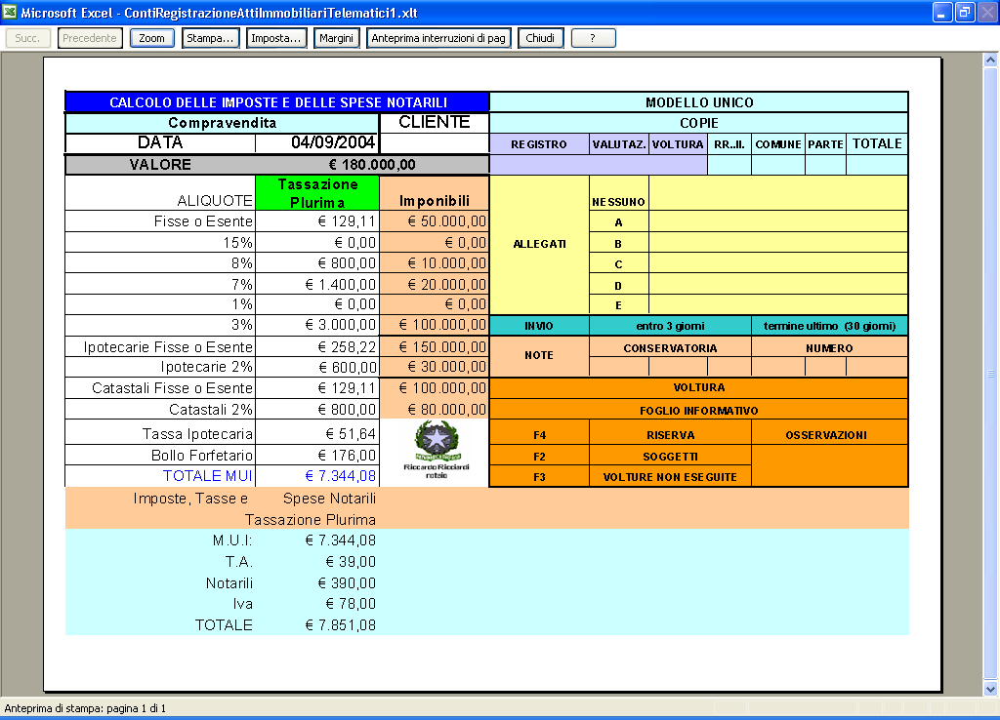 Microsoft Excel - ContiRegistrazioneAttiImmobiliariTelematici1.xlt
Succ. Precedente Zoom Stampa... Imposta... Margini Anteprima interruzioni di pag Chiudi ?
CALCOLO DELLE IMPOSTE E DELLE SPESE NOTARILI MODELLO UNICO
Compravendita CLIENTE COPIE
DATA 04/09/2004 REGISTRO VALUTAZ. VOLTURA RR..II. COMUNE PARTE TOTALE
VALORE € 180.000,00
ALIQUOTE Tassazione Plurima Imponibili ALLEGATI NESSUNO
Fisse o Esente € 129,11 € 50.000,00 A
15% € 0,00 € 0,00 B
8% € 800,00 € 10.000,00 C
7% € 1.400,00 € 20.000,00 D
1% € 0,00 € 0,00 E
3% € 3.000,00 € 100.000,00 INVIO entro 3 giorni termine ultimo (30 giorni)
Ipotecarie Fisse o Esente € 258,22 € 150.000,00 NOTE CONSERVATORIA NUMERO
Ipotecarie 2% € 600,00 € 30.000,00
Catastali Fisse o Esente € 129,11 € 100.000,00 VOLTURA
Catastali 2% € 800,00 € 80.000,00 FOGLIO INFORMATIVO
Tassa Ipotecaria € 51,64 F4 RISERVA OSSERVAZIONI
Bollo Forfetario € 176,00 F2 SOGGETTI
Riccardo Ricciardi
notaio
TOTALE MUI € 7.344,08 F3 VOLTURE NON ESEGUITE
Imposte, Tasse e Spese Notarili
Tassazione Plurima
M.U.I: € 7.344,08
T.A. € 39,00
Notarili € 390,00
Iva € 78,00
TOTALE € 7.851,08
Anteprima di stampa: pagina 1 di 1